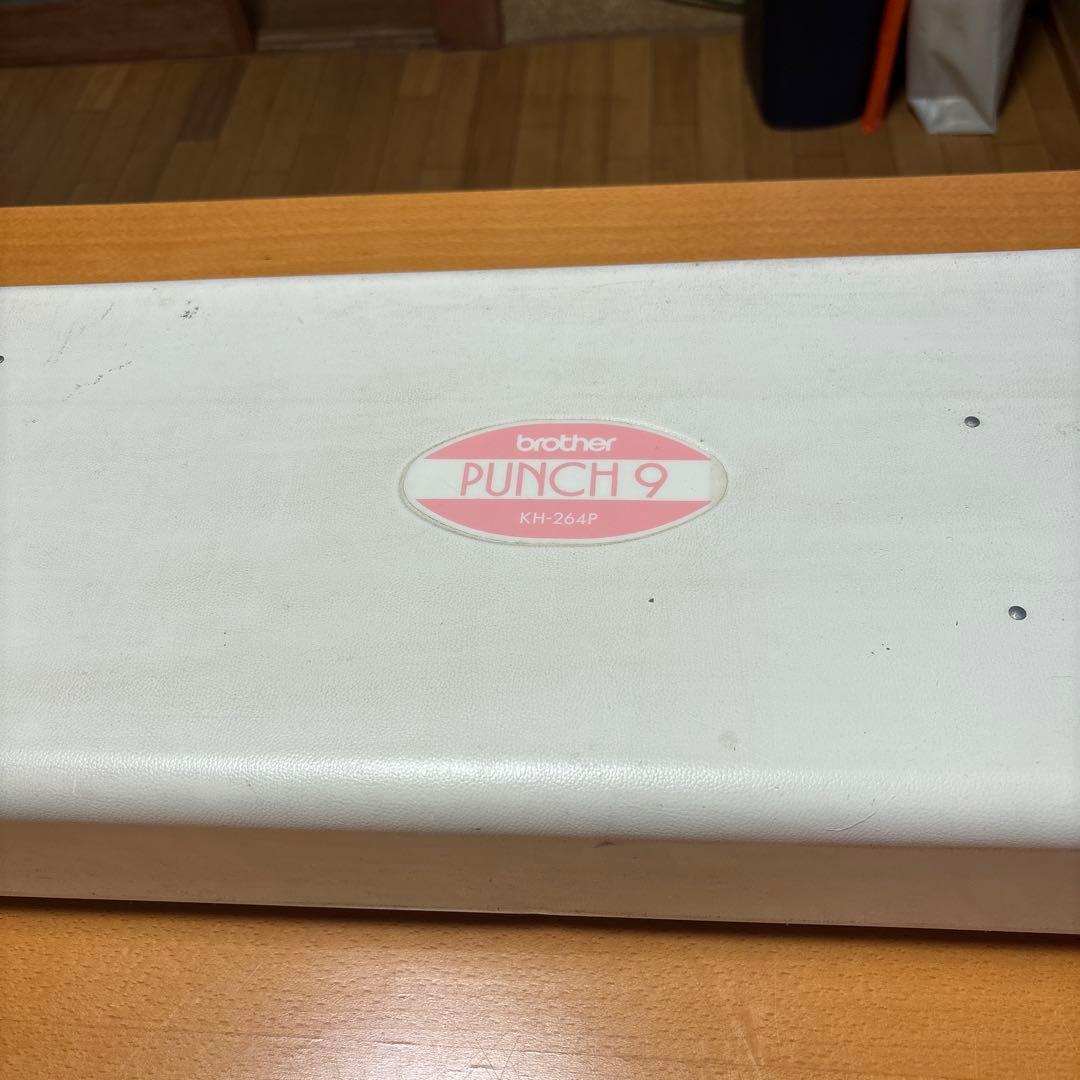 brother
PUNCH 9
KH-264P